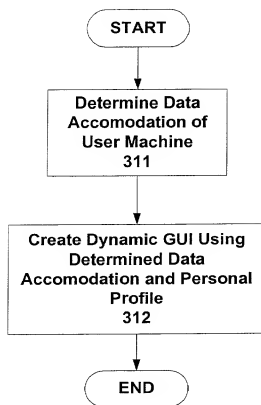 START
Determine Data
Accomodation of
User Machine
311
Create Dynamic GUI Using
Determined Data
Accomodation and Personal
Profile
312
END